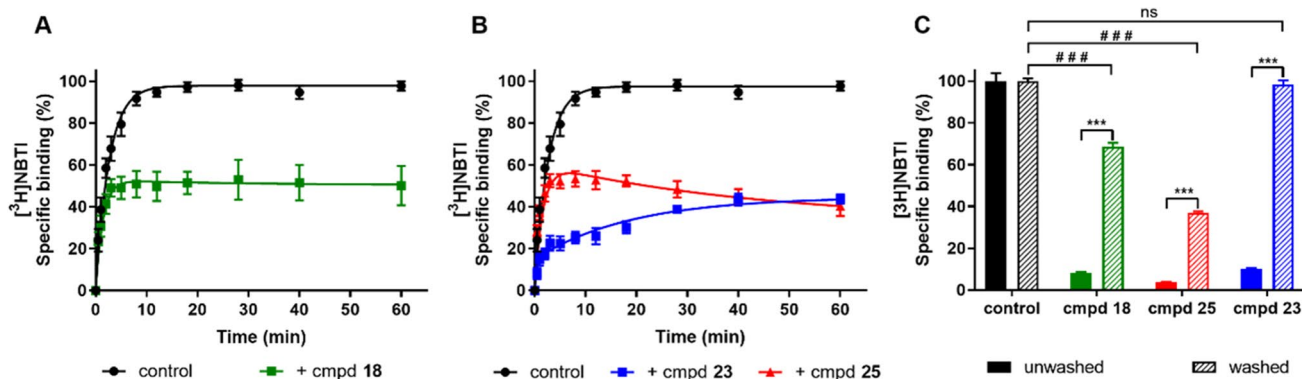 A
[³H]NBTI
Specific binding (%)
100
80
60
40
20
0
0 10 20 30 40 50 60
Time (min)
control + cmpd 18
B
[³H]NBTI
Specific binding (%)
100
80
60
40
20
0
0 10 20 30 40 50 60
Time (min)
control + cmpd 23 + cmpd 25
C
[3H]NBTI
Specific binding (%)
ns
# # #
# # #
***
***
***
100
80
60
40
20
0
control cmpd 18 cmpd 25 cmpd 23
unwashed washed